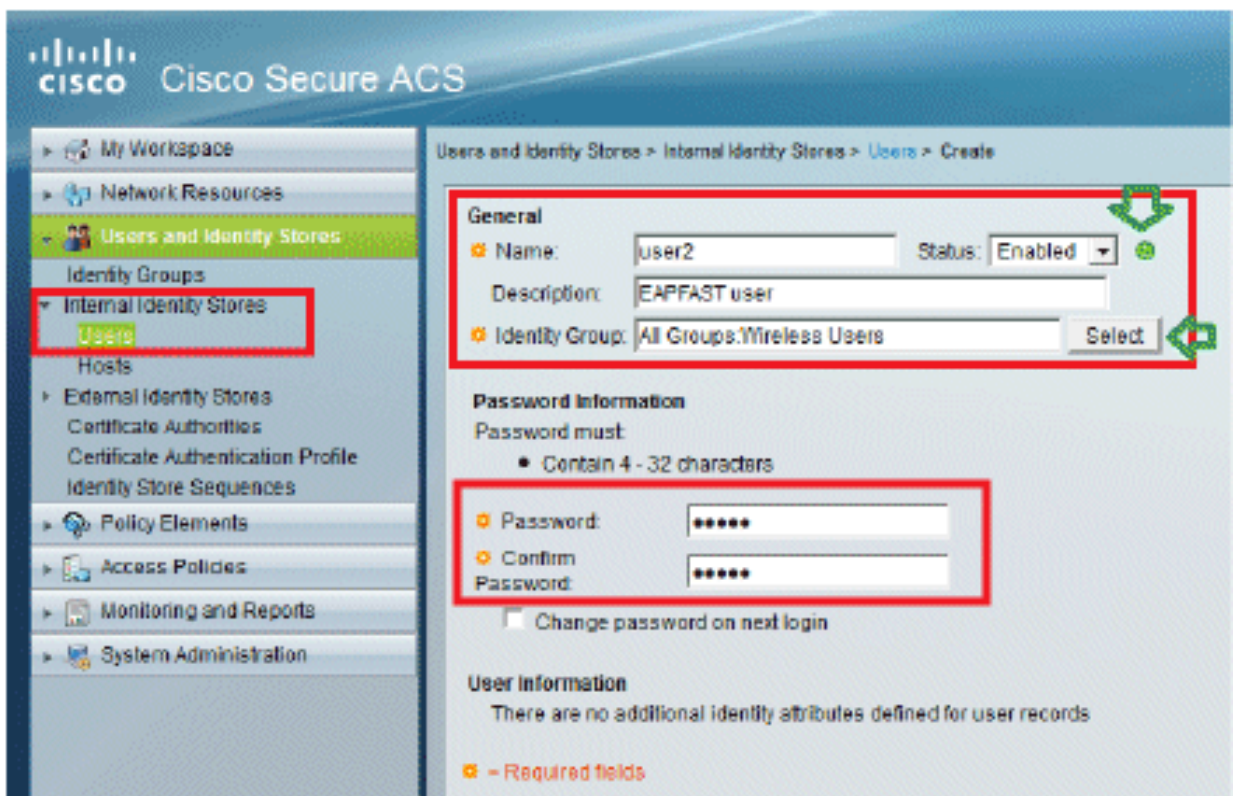 CISCO Cisco Secure ACS
My Workspace
Network Resources
Users and Identity Stores
Identity Groups
Internal Identity Stores
Users
Hosts
External Identity Stores
Certificate Authorities
Certificate Authentication Profile
Identity Store Sequences
Policy Elements
Access Policies
Monitoring and Reports
System Administration
Users and Identity Stores > Internal Identity Stores > Users > Create
General
Name: user2 Status: Enabled
Description: EAPFAST user
Identity Group: All Groups:Wireless Users Select
Password Information
Password must:
• Contain 4 - 32 characters
Password: •••••
Confirm
Password: •••••
Change password on next login
User Information
There are no additional identity attributes defined for user records
= Required fields